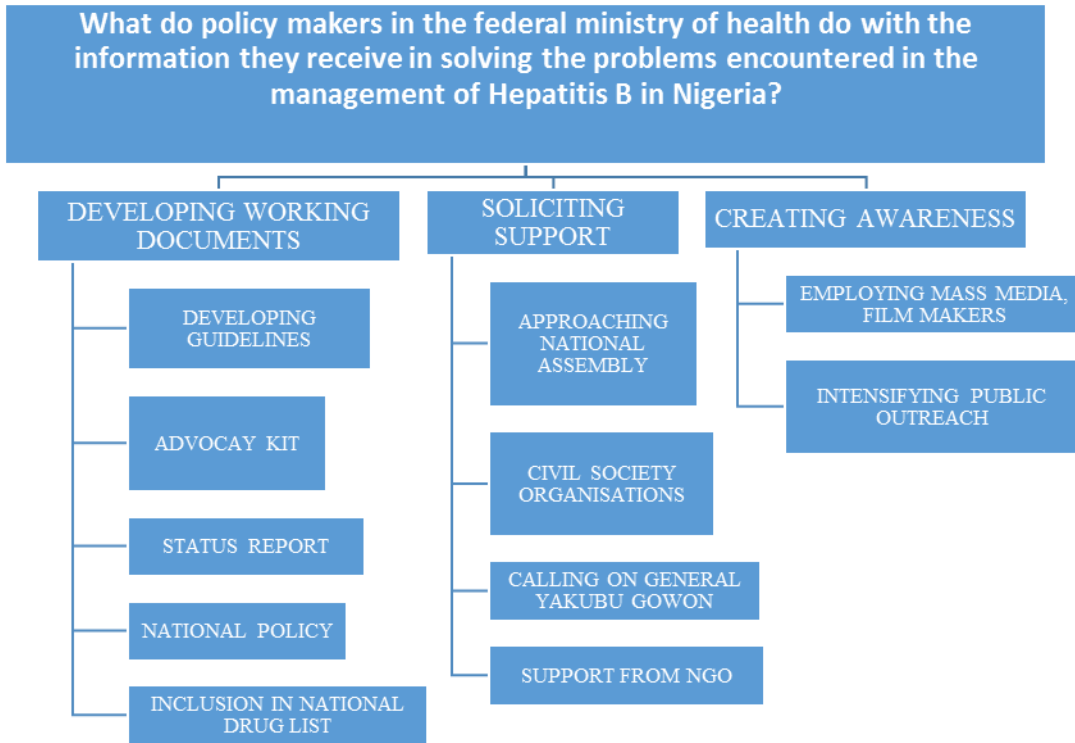 What do policy makers in the federal ministry of health do with the
information they receive in solving the problems encountered in the
management of Hepatitis B in Nigeria?
DEVELOPING WORKING
DOCUMENTS
DEVELOPING
GUIDELINES
ADVOCAY KIT
STATUS REPORT
NATIONAL POLICY
INCLUSION IN NATIONAL
DRUG LIST
SOLICITING
SUPPORT
APPROACHING
NATIONAL
ASSEMBLY
CIVIL SOCIETY
ORGANISATIONS
CALLING ON GENERAL
YAKUBU GOWON
SUPPORT FROM NGO
CREATING AWARENESS
EMPLOYING MASS MEDIA,
FILM MAKERS
INTENSIFYING PUBLIC
OUTREACH